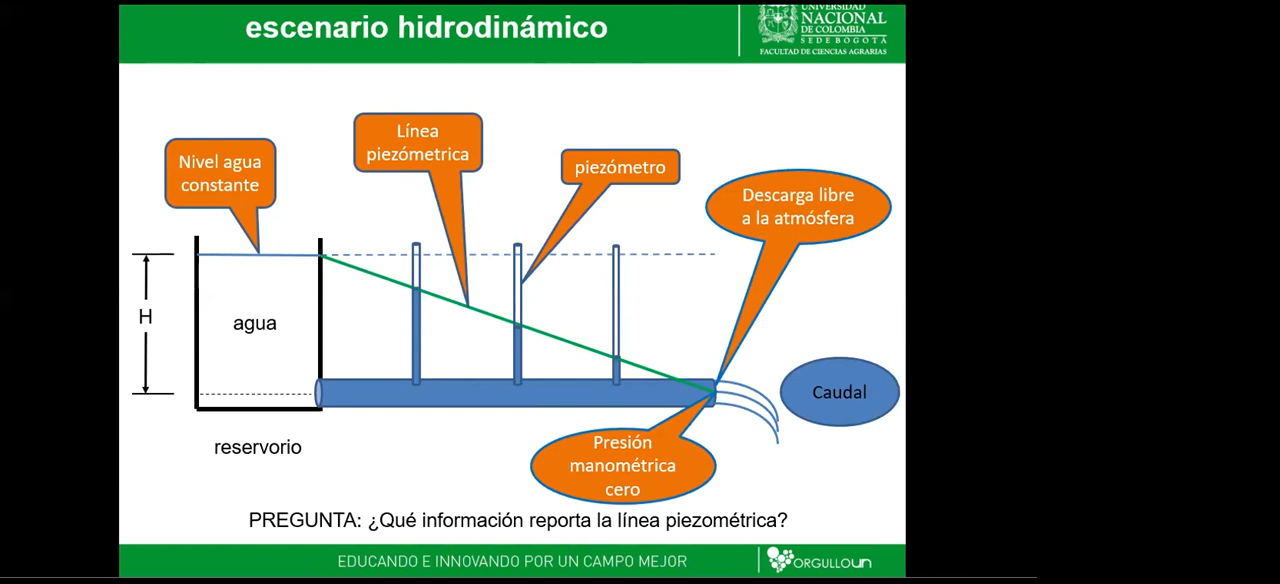 escenario hidrodinámico
UNIVERSIDAD
NACIONAL
DE COLOMBIA
SEDE BOGOTÁ
FACULTAD DE CIENCIAS AGRARIAS
Línea
piezómetrica
Nivel agua
constante
piezómetro
Descarga libre
a la atmósfera
H
agua
Caudal
reservorio
Presión
manométrica
cero
PREGUNTA: ¿Qué información reporta la línea piezométrica?
EDUCANDO E INNOVANDO POR UN CAMPO MEJOR
ORGULLOUN